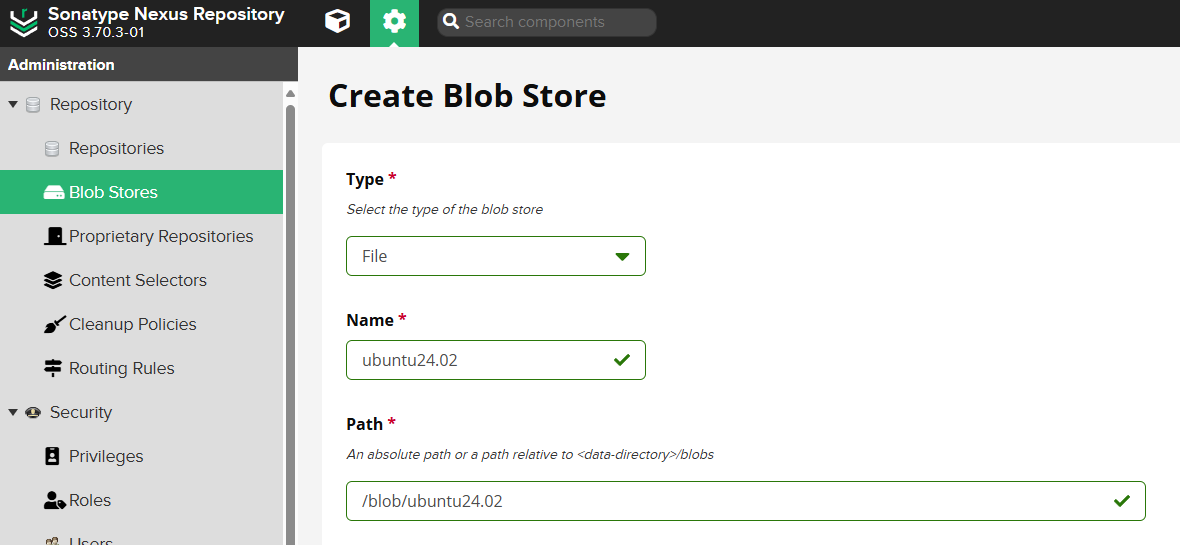 Sonatype Nexus Repository
OSS 3.70.3-01
Search components
Administration
Repository
Repositories
Blob Stores
Proprietary Repositories
Content Selectors
Cleanup Policies
Routing Rules
Security
Privileges
Roles
Users
Create Blob Store
Type *
Select the type of the blob store
File
Name *
ubuntu24.02
Path *
An absolute path or a path relative to <data-directory>/blobs
/blob/ubuntu24.02